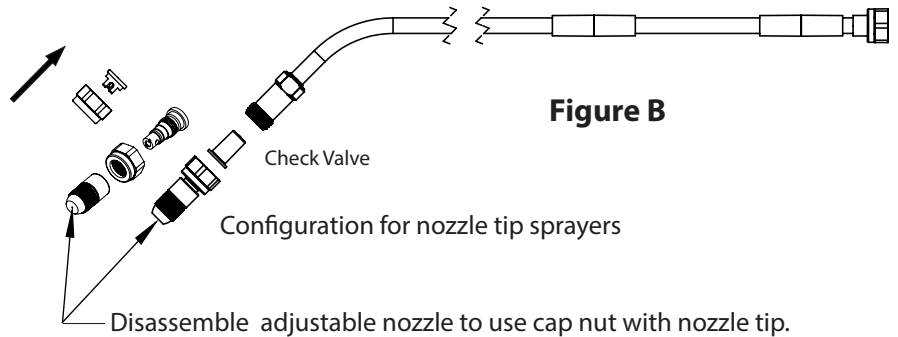 Figure B
Check Valve
Configuration for nozzle tip sprayers
Disassemble adjustable nozzle to use cap nut with nozzle tip.